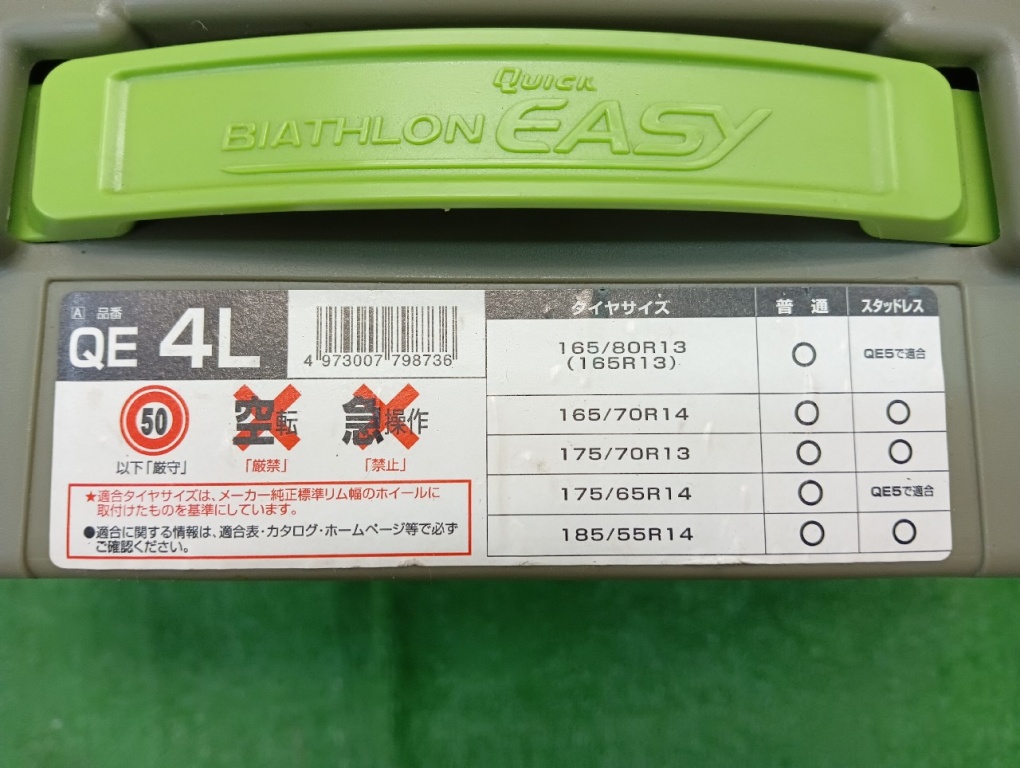 QUICK
BIATHLON EASY
A 品番
QE 4L
4 973007 798736
50
以下「厳守」
空転
「厳禁」
急操作
「禁止」
★適合タイヤサイズは、メーカー純正標準リム幅のホイールに
取付けたものを基準にしています。
●適合に関する情報は、適合表・カタログ・ホームページ等で必ず
ご確認ください。
タイヤサイズ 普通 スタッドレス
165/80R13 ○ QE5で適合
(165R13)
165/70R14 ○ ○
175/70R13 ○ ○
175/65R14 ○ QE5で適合
185/55R14 ○ ○